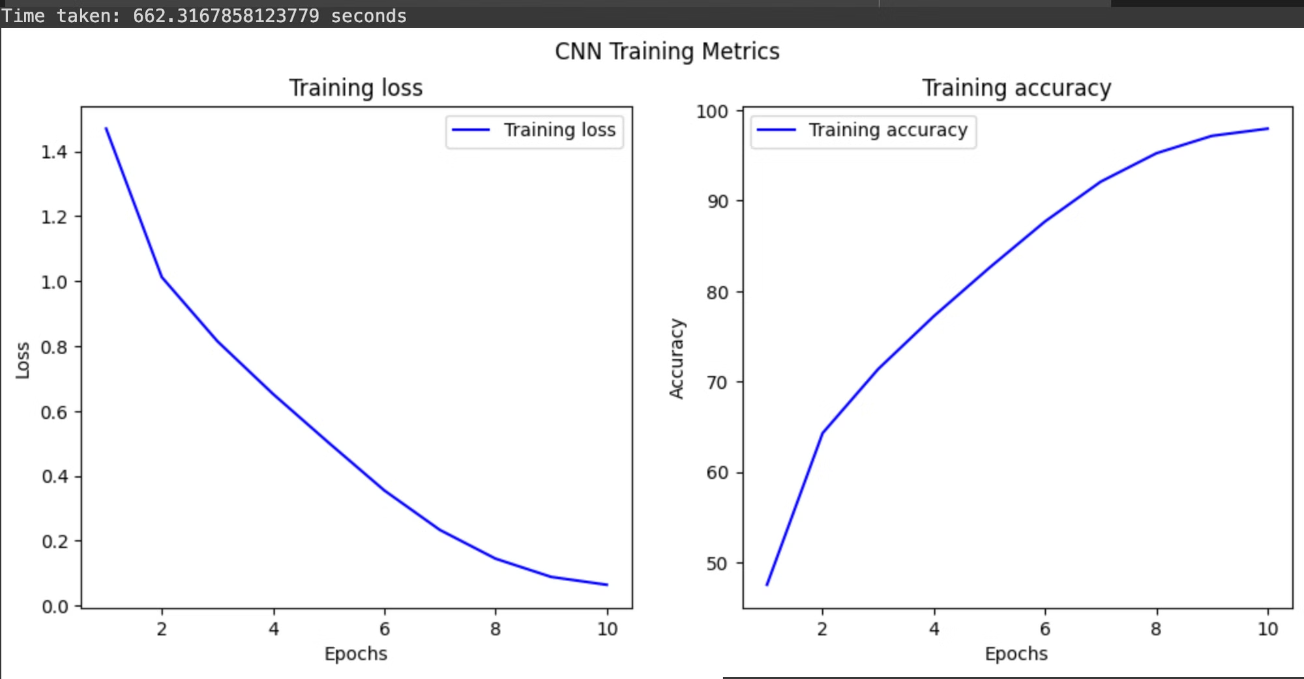 Time taken: 662.3167858123779 seconds
CNN Training Metrics
Training loss
Training loss
1.4
1.2
1.0
0.8
0.6
0.4
0.2
0.0
Loss
2 4 6 8 10
Epochs
Training accuracy
Training accuracy
100
90
80
70
60
50
Accuracy
2 4 6 8 10
Epochs